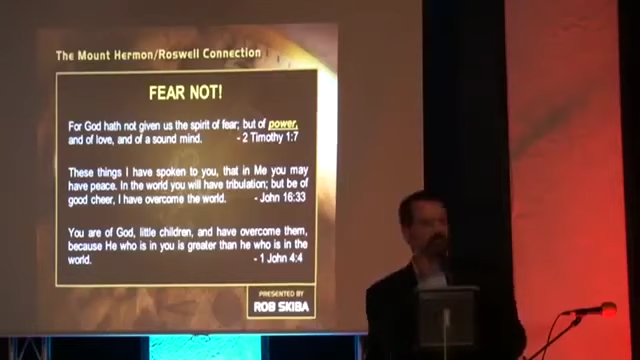 The Mount Hermon/Roswell Connection
FEAR NOT!
For God hath not given us the spirit of fear; but of power,
and of love, and of a sound mind. - 2 Timothy 1:7
These things I have spoken to you, that in Me you may
have peace. In the world you will have tribulation; but be of
good cheer, I have overcome the world. - John 16:33
You are of God, little children, and have overcome them,
because He who is in you is greater than he who is in the
world. - 1 John 4:4
PRESENTED BY
ROB SKIBA